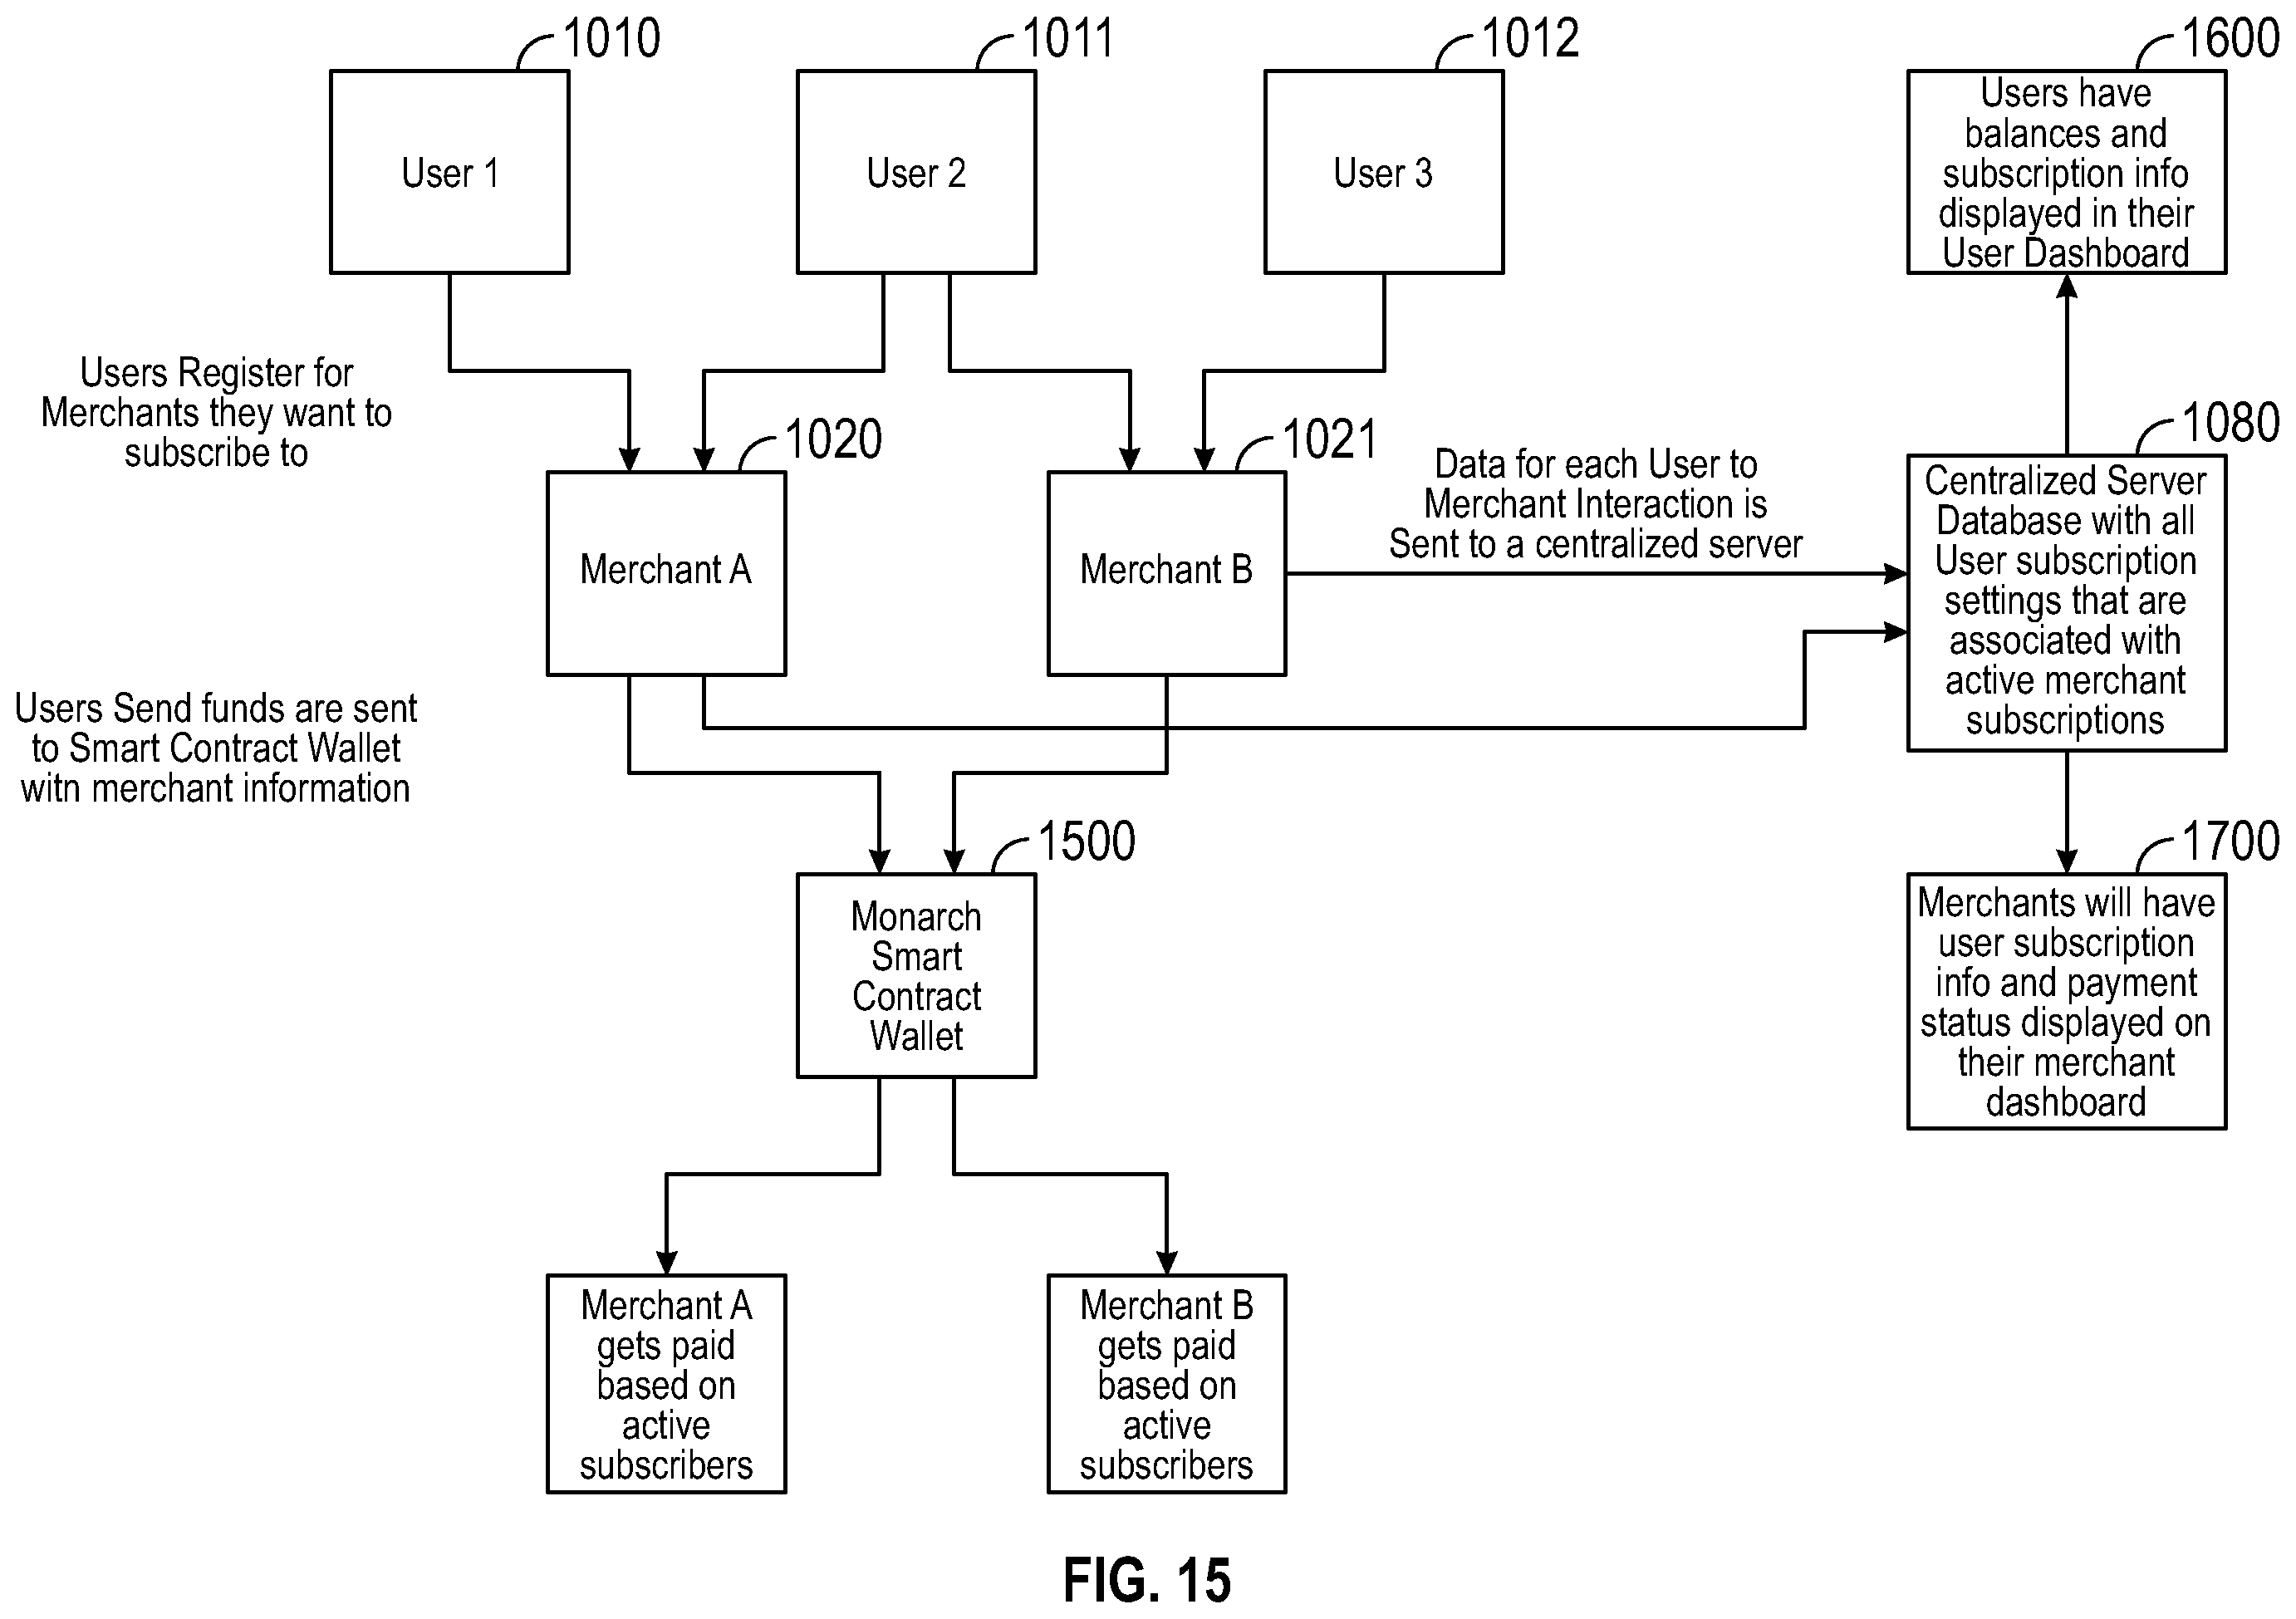 1010
1011
1012
1600
User 1
User 2
User 3
Users have
balances and
subscription info
displayed in their
User Dashboard
Users Register for
Merchants they want to
subscribe to
1020
1021
1080
Merchant A
Merchant B
Data for each User to
Merchant Interaction is
Sent to a centralized server
Centralized Server
Database with all
User subscription
settings that are
associated with
active merchant
subscriptions
Users Send funds are sent
to Smart Contract Wallet
witn merchant information
1500
1700
Monarch
Smart
Contract
Wallet
Merchants will have
user subscription
info and payment
status displayed on
their merchant
dashboard
Merchant A
gets paid
based on
active
subscribers
Merchant B
gets paid
based on
active
subscribers
FIG. 15